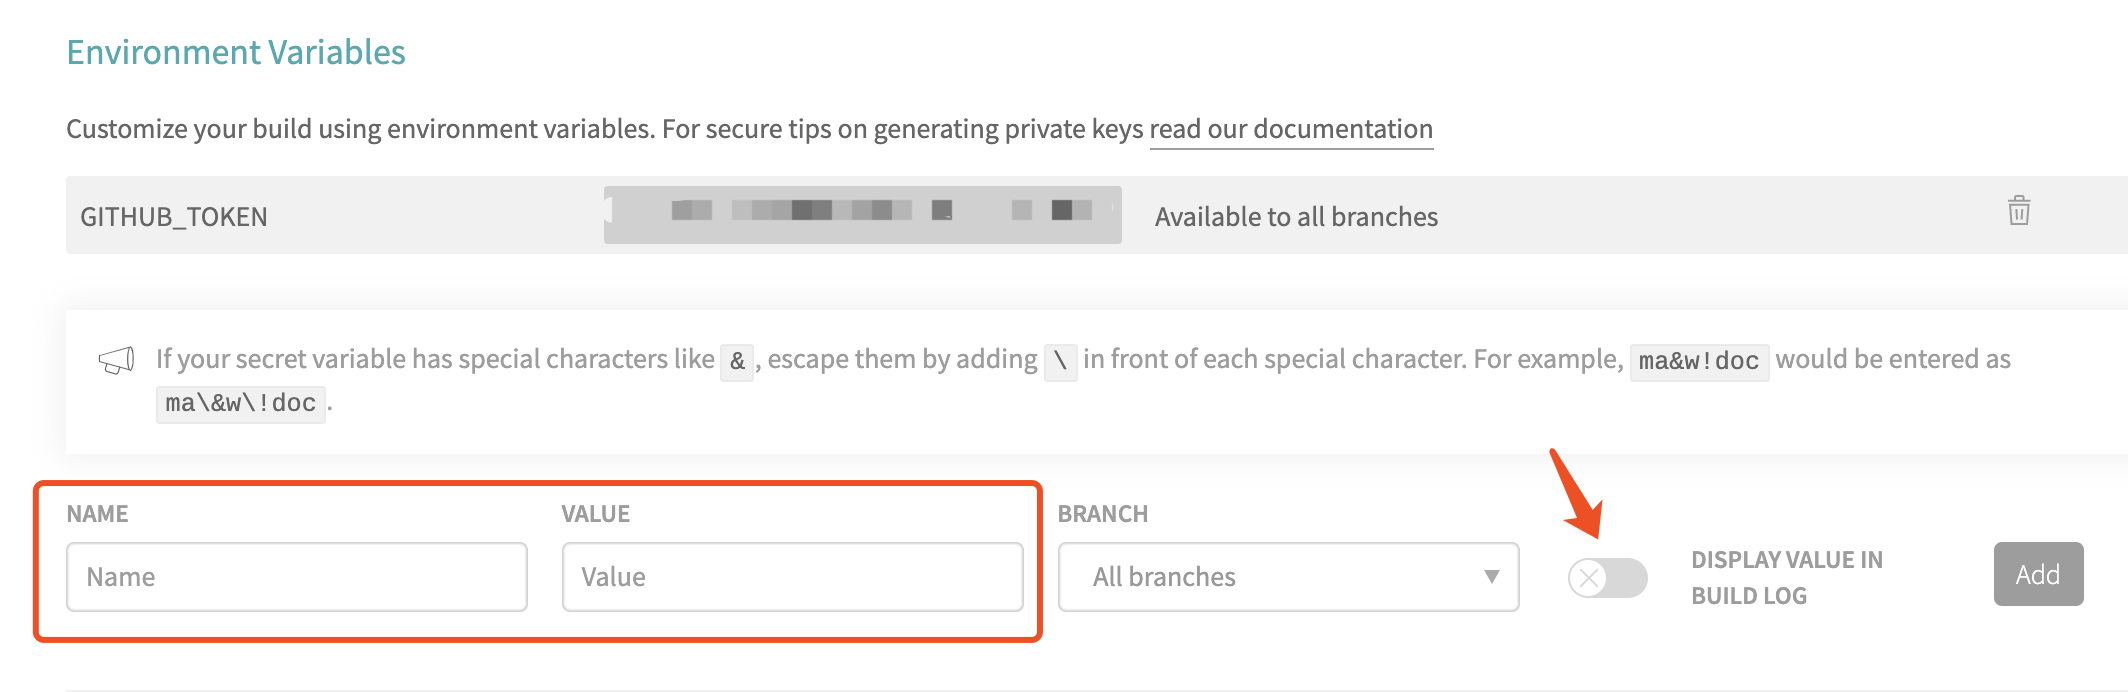 Environment Variables
Customize your build using environment variables. For secure tips on generating private keys read our documentation
GITHUB_TOKEN Available to all branches
If your secret variable has special characters like &, escape them by adding \ in front of each special character. For example, ma&w!doc would be entered as
ma\&w\!doc.
NAME VALUE BRANCH
Name Value All branches DISPLAY VALUE IN
BUILD LOG Add